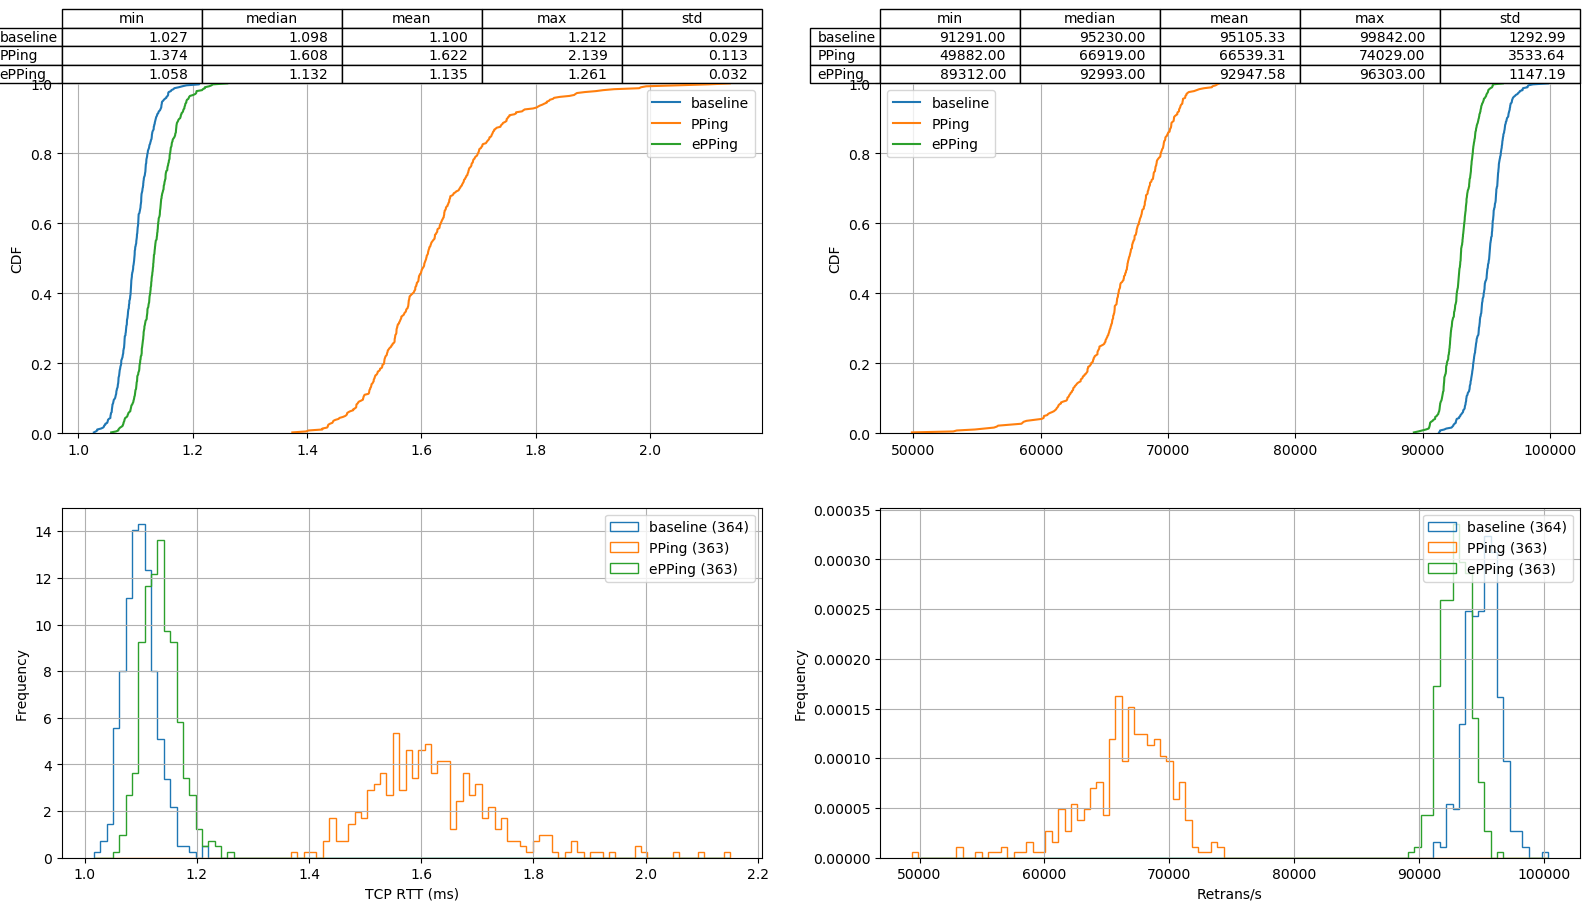 min median mean max std
baseline 1.027 1.098 1.100 1.212 0.029
PPing 1.374 1.608 1.622 2.139 0.113
ePPing 1.058 1.132 1.135 1.261 0.032
1.0
0.8
0.6
0.4
0.2
0.0
CDF
baseline
PPing
ePPing
1.0 1.2 1.4 1.6 1.8 2.0
min median mean max std
baseline 91291.00 95230.00 95105.33 99842.00 1292.99
PPing 49882.00 66919.00 66539.31 74029.00 3533.64
ePPing 89312.00 92993.00 92947.58 96303.00 1147.19
1.0
0.8
0.6
0.4
0.2
0.0
CDF
baseline
PPing
ePPing
50000 60000 70000 80000 90000 100000
14
12
10
8
6
4
2
0
Frequency
baseline (364)
PPing (363)
ePPing (363)
1.0 1.2 1.4 1.6 1.8 2.0 2.2
TCP RTT (ms)
0.00035
0.00030
0.00025
0.00020
0.00015
0.00010
0.00005
0.00000
Frequency
baseline (364)
PPing (363)
ePPing (363)
50000 60000 70000 80000 90000 100000
Retrans/s